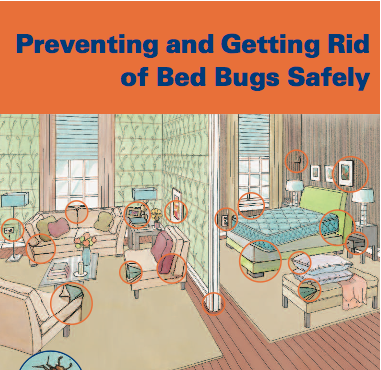 Preventing and Getting Rid
of Bed Bugs Safely